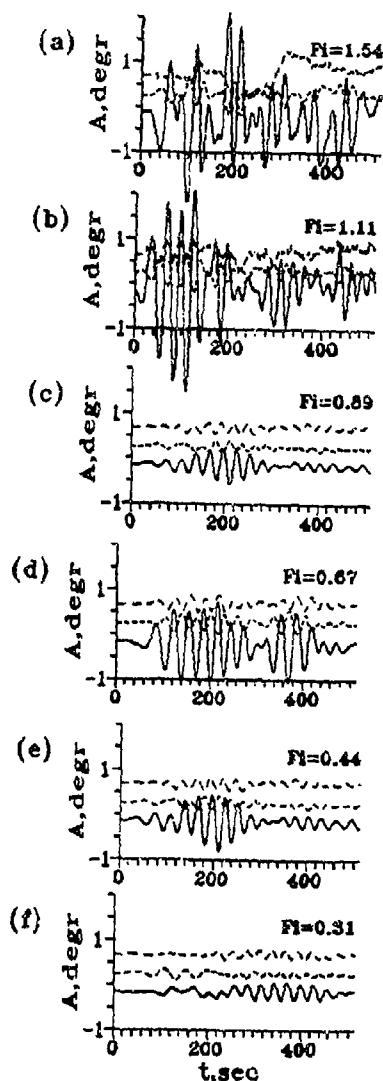 (a)
A,degr
1
-1
Fi=1.54
0
200
400
(b)
A,degr
1
-1
Fi=1.11
0
200
400
(c)
A,degr
1
-1
Fi=0.89
0
200
400
(d)
A,degr
1
-1
Fi=0.67
0
200
400
(e)
A,degr
1
-1
Fi=0.44
0
200
400
(f)
A,degr
1
-1
Fi=0.31
0
200
400
t,sec